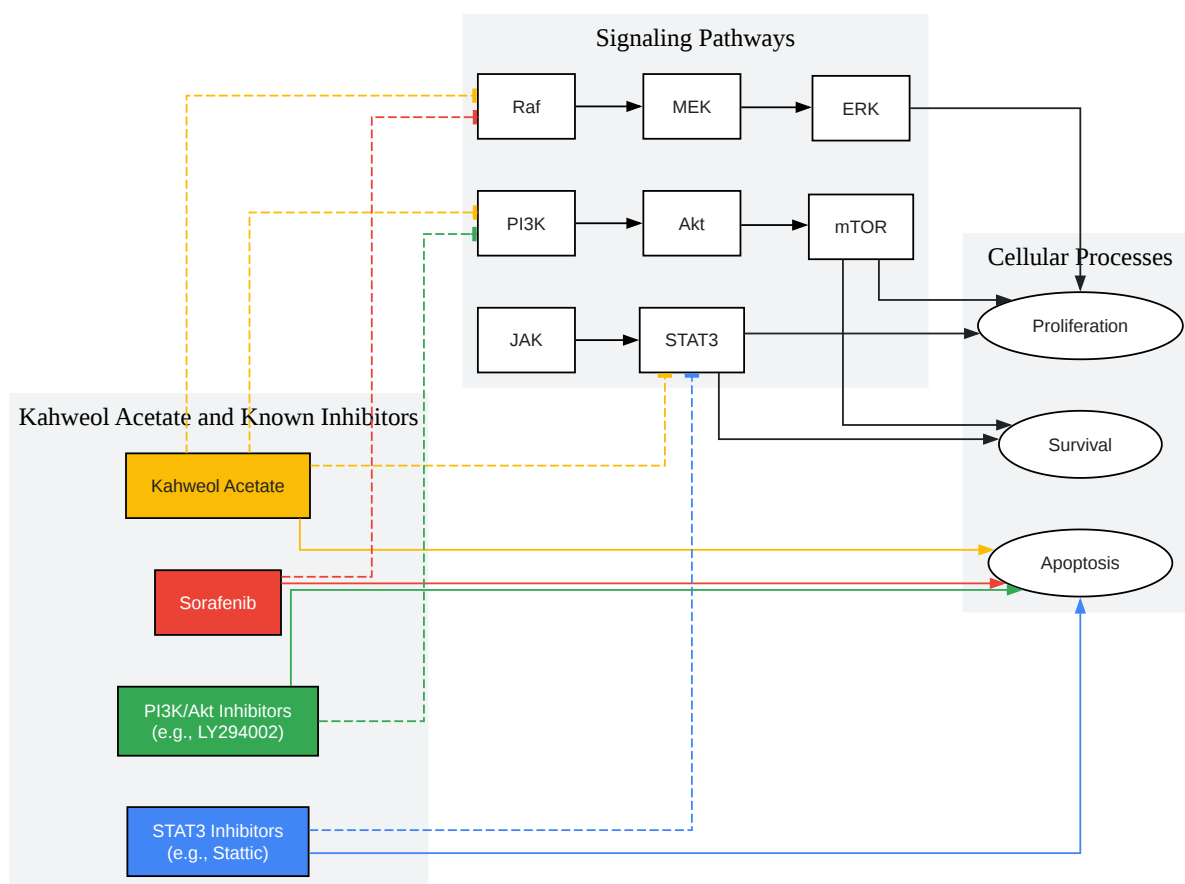 Signaling Pathways
Raf
MEK
ERK
PI3K
Akt
mTOR
JAK
STAT3
Cellular Processes
Proliferation
Survival
Apoptosis
Kahweol Acetate and Known Inhibitors
Kahweol Acetate
Sorafenib
PI3K/Akt Inhibitors
(e.g., LY294002)
STAT3 Inhibitors
(e.g., Stattic)